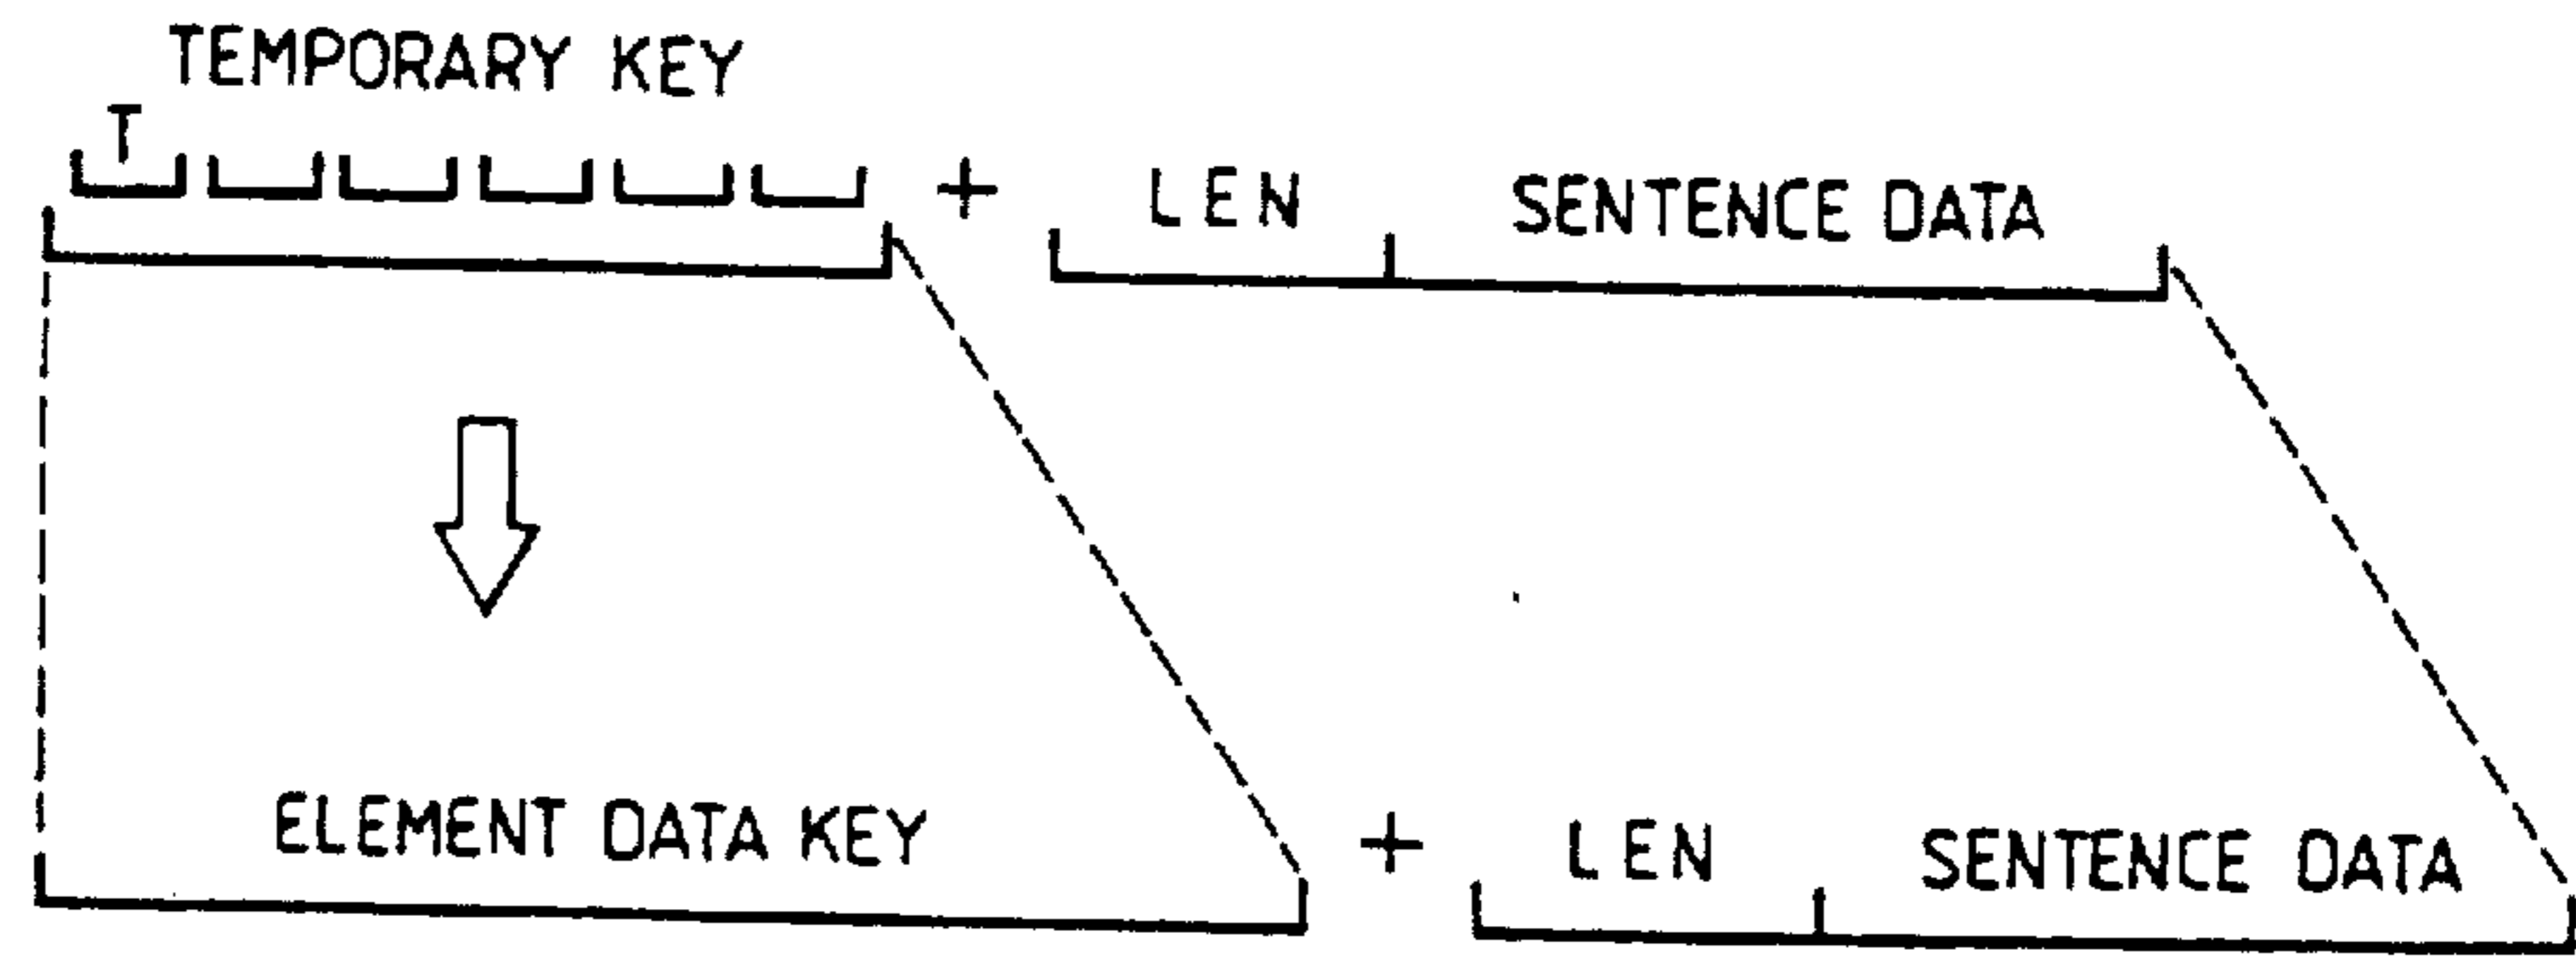 TEMPORARY KEY
T
+ LEN SENTENCE DATA
ELEMENT DATA KEY + LEN SENTENCE DATA